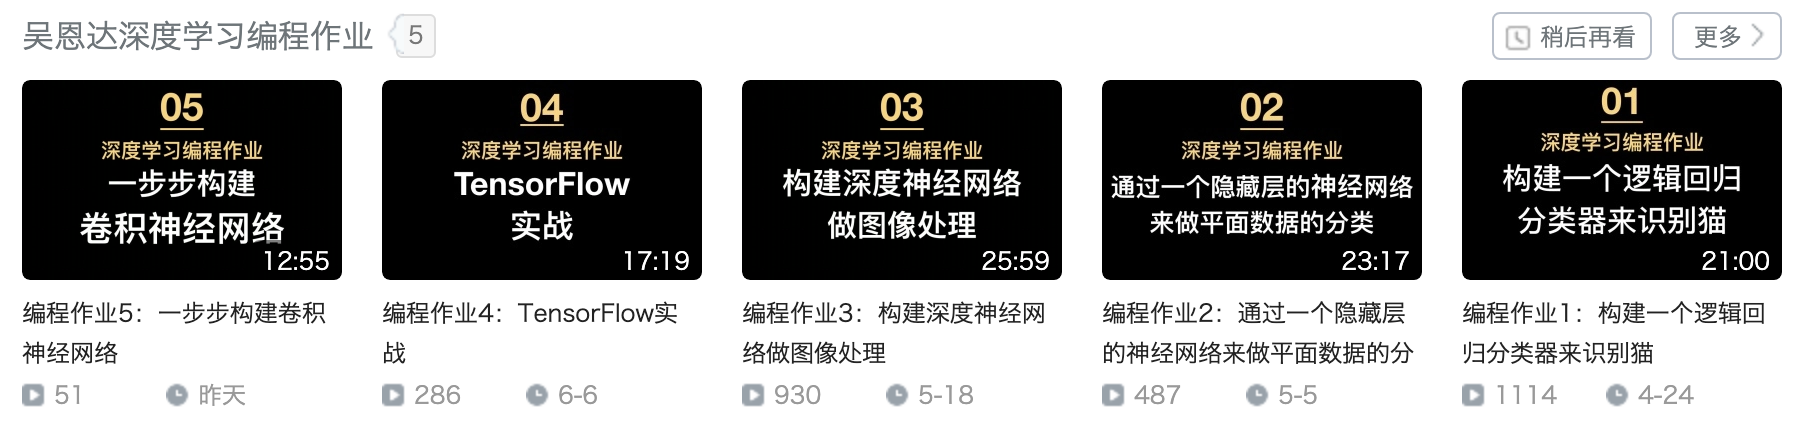 吴恩达深度学习编程作业
5
稍后再看
更多
05
深度学习编程作业
一步步构建
卷积神经网络
12:55
编程作业5：一步步构建卷积
神经网络
51
昨天
04
深度学习编程作业
TensorFlow
实战
17:19
编程作业4：TensorFlow实
战
286
6-6
03
深度学习编程作业
构建深度神经网络
做图像处理
25:59
编程作业3：构建深度神经网
络做图像处理
930
5-18
02
深度学习编程作业
通过一个隐藏层的神经网络
来做平面数据的分类
23:17
编程作业2：通过一个隐藏层
的神经网络来做平面数据的分
487
5-5
01
深度学习编程作业
构建一个逻辑回归
分类器来识别猫
21:00
编程作业1：构建一个逻辑回
归分类器来识别猫
1114
4-24